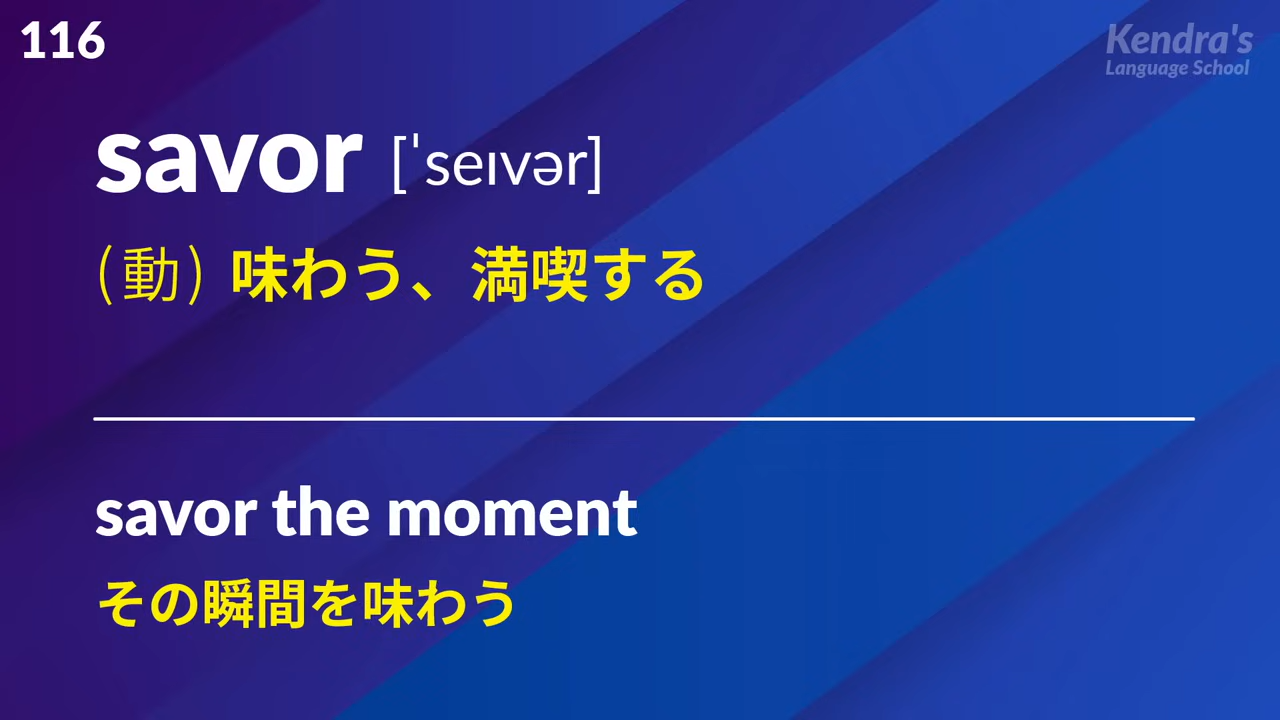 116
Kendra's
Language School
savor [ˈseɪvər]
(動) 味わう、満喫する
savor the moment
その瞬間を味わう